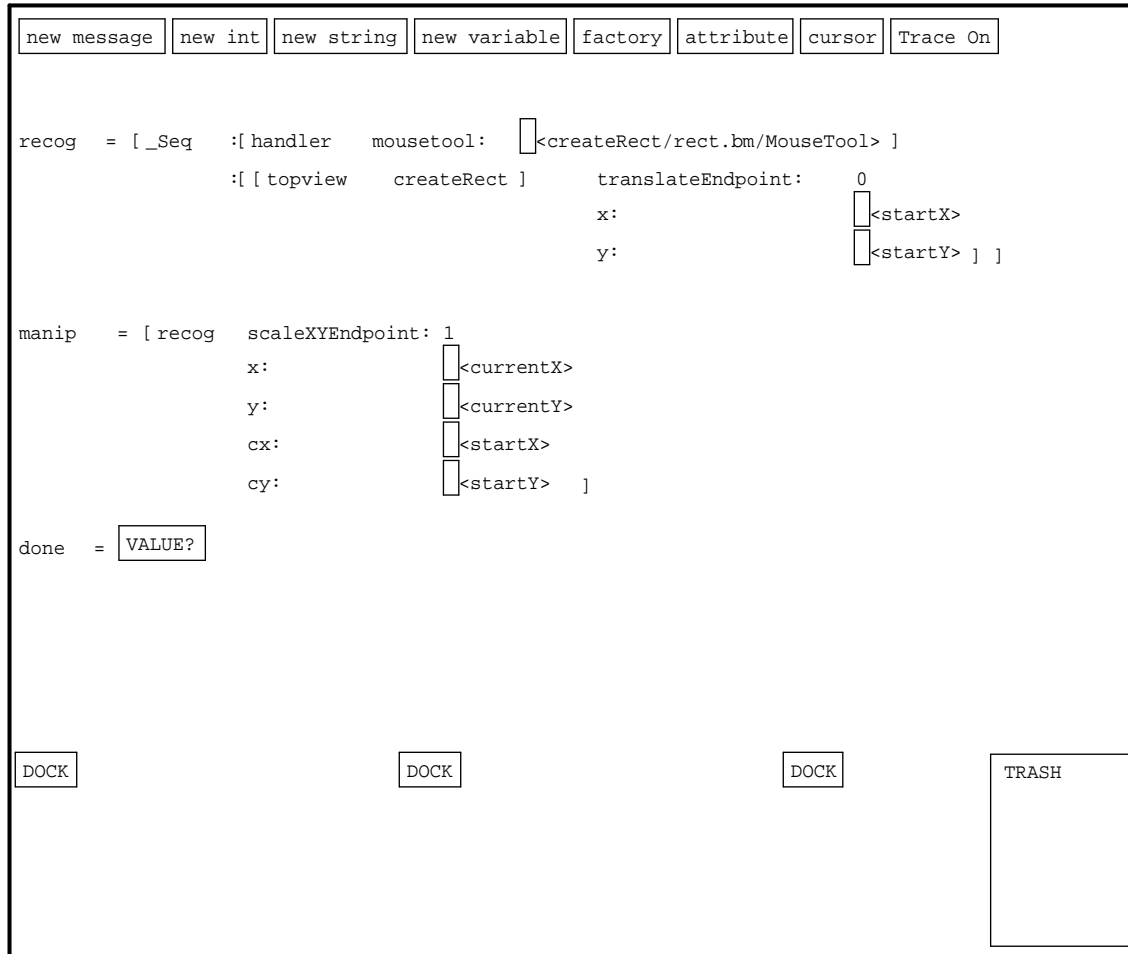 new message new int new string new variable factory attribute cursor Trace On
recog = [ _Seq :[ handler mousetool: <createRect/rect.bm/MouseTool> ]
:[ [ topview createRect ] translateEndpoint: 0
x: <startX>
y: <startY> ] ]
manip = [ recog scaleXYEndpoint: 1
x: <currentX>
y: <currentY>
cx: <startX>
cy: <startY> ]
done = VALUE?
DOCK DOCK DOCK TRASH